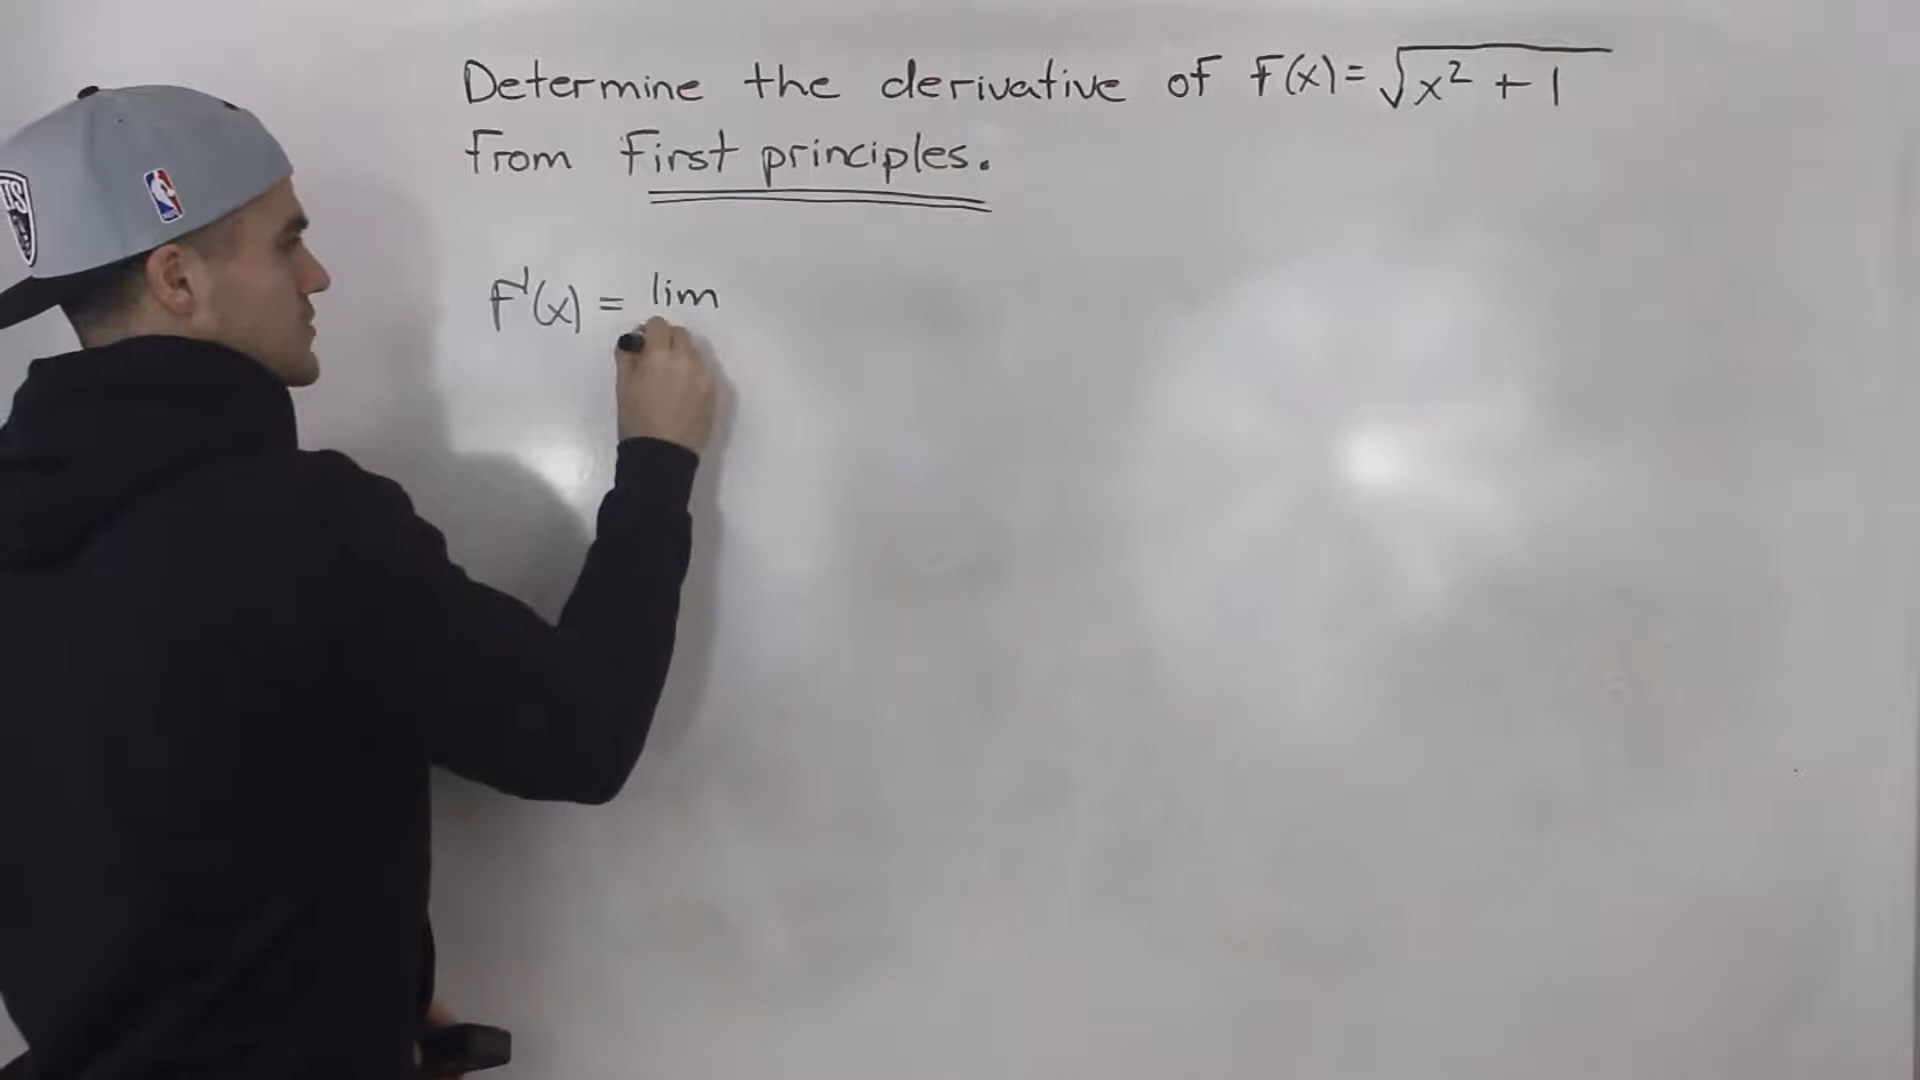 Determine the derivative of F(x) = √x² + 1
from first principles.
F'(x) = lim